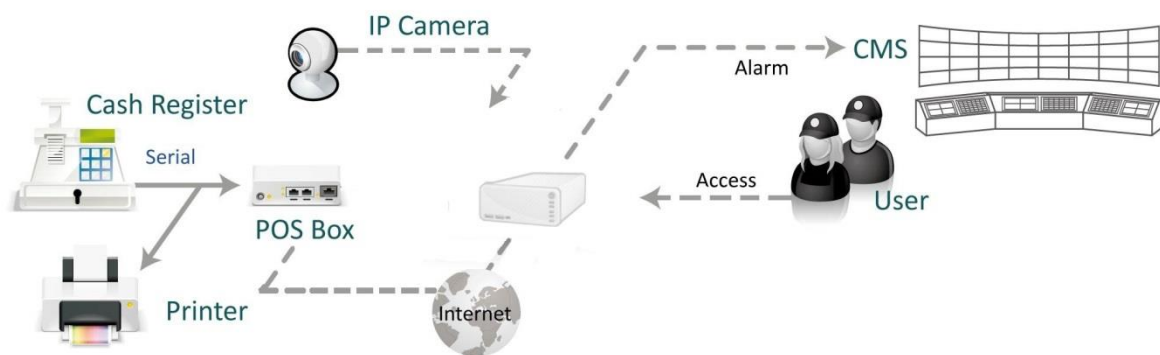 IP Camera
CMS
Alarm
Cash Register
Serial
Access
User
POS Box
Printer
Internet